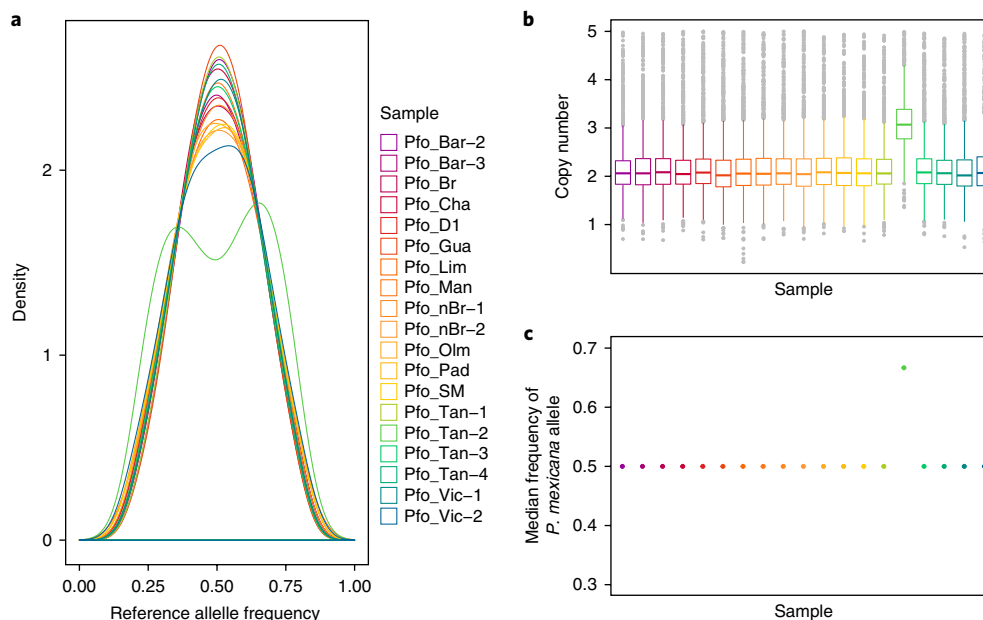 a
2
1
0
Density
0.00
0.25
0.50
0.75
1.00
Reference allelle frequency
Sample
Pfo_Bar−2
Pfo_Bar−3
Pfo_Br
Pfo_Cha
Pfo_D1
Pfo_Gua
Pfo_Lim
Pfo_Man
Pfo_nBr−1
Pfo_nBr−2
Pfo_Olm
Pfo_Pad
Pfo_SM
Pfo_Tan−1
Pfo_Tan−2
Pfo_Tan−3
Pfo_Tan−4
Pfo_Vic−1
Pfo_Vic−2
b
5
4
3
2
1
Copy number
Sample
c
0.7
0.6
0.5
0.4
0.3
Median frequency of
P. mexicana allele
Sample